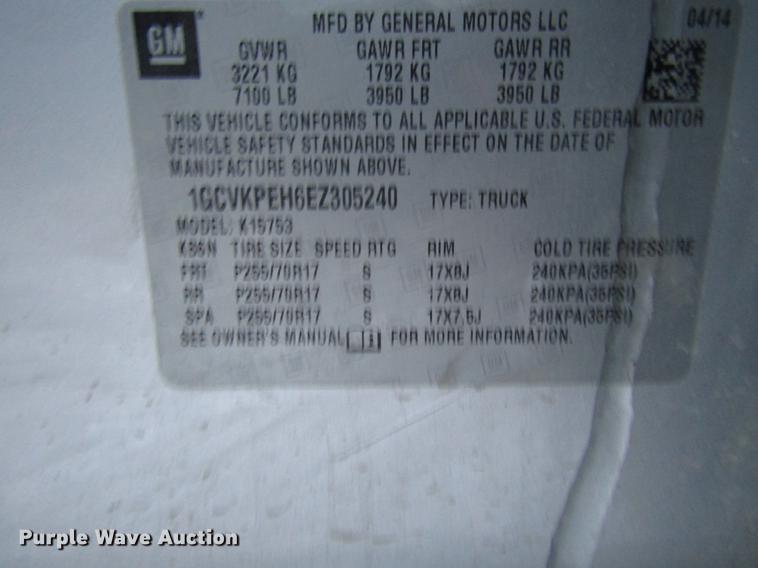 GM
MFD BY GENERAL MOTORS LLC 04/14
GVWR GAWR FRT GAWR RR
3221 KG 1792 KG 1792 KG
7100 LB 3950 LB 3950 LB
THIS VEHICLE CONFORMS TO ALL APPLICABLE U.S. FEDERAL MOTOR
VEHICLE SAFETY STANDARDS IN EFFECT ON THE DATE OF
MANUFACTURE SHOWN ABOVE.
1GCVKPEH6EZ305240 TYPE: TRUCK
MODEL: K15753
TIRE SIZE SPEED RTG RIM COLD TIRE PRESSURE
FRT P255/70R17 S 17X8J 240KPA(35PSI)
RR P255/70R17 S 17X8J 240KPA(35PSI)
SPA P255/70R17 S 17X7.5J 240KPA(35PSI)
SEE OWNER'S MANUAL FOR MORE INFORMATION.
Purple Wave Auction